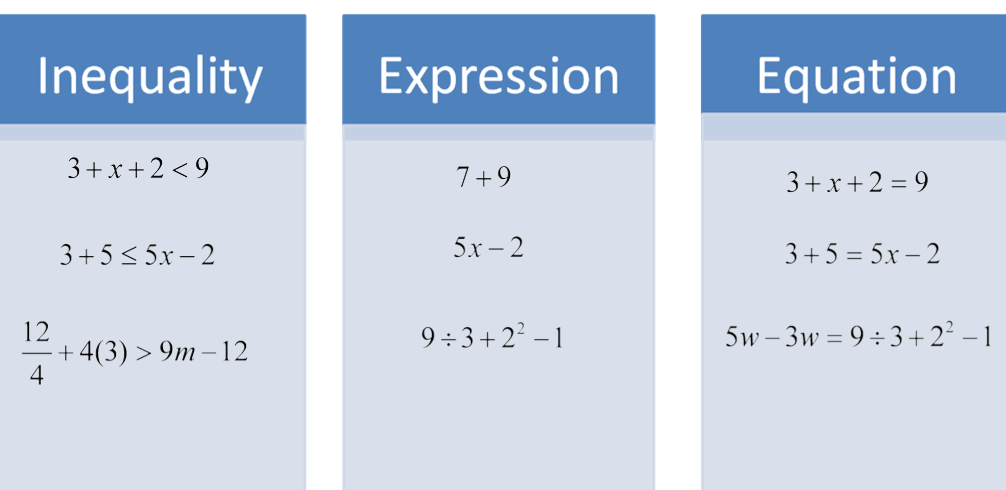 Inequality
3+x+2<9
3+5≤5x−2
12/4+4(3)>9m−12
Expression
7+9
5x−2
9÷3+2²−1
Equation
3+x+2=9
3+5=5x−2
5w−3w=9÷3+2²−1